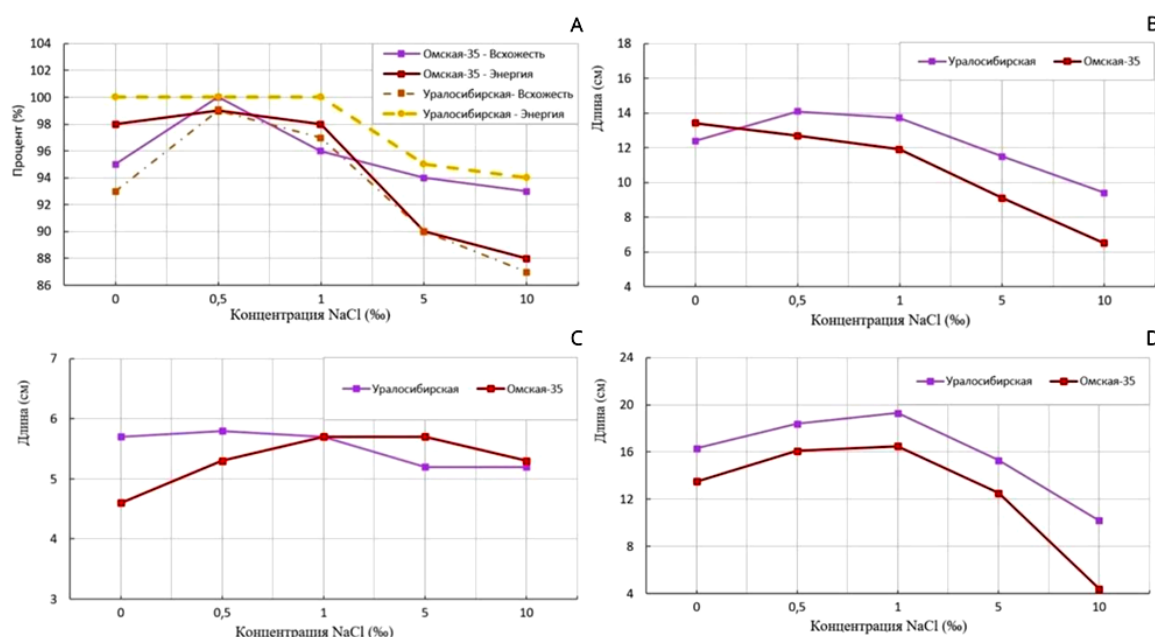 A
Процент (%)
104
102
100
98
96
94
92
90
88
86
Омская-35 - Всхожесть
Омская-35 - Энергия
Уралосибирская- Всхожесть
Уралосибирская - Энергия
0 0,5 1 5 10
Концентрация NaCl (‰)
B
Длина (см)
18
16
14
12
10
8
6
4
Уралосибирская Омская-35
0 0,5 1 5 10
Концентрация NaCl (‰)
C
Длина (см)
7
6
5
4
3
Уралосибирская Омская-35
0 0,5 1 5 10
Концентрация NaCl (‰)
D
Длина (см)
24
20
16
12
8
4
Уралосибирская Омская-35
0 0,5 1 5 10
Концентрация NaCl (‰)